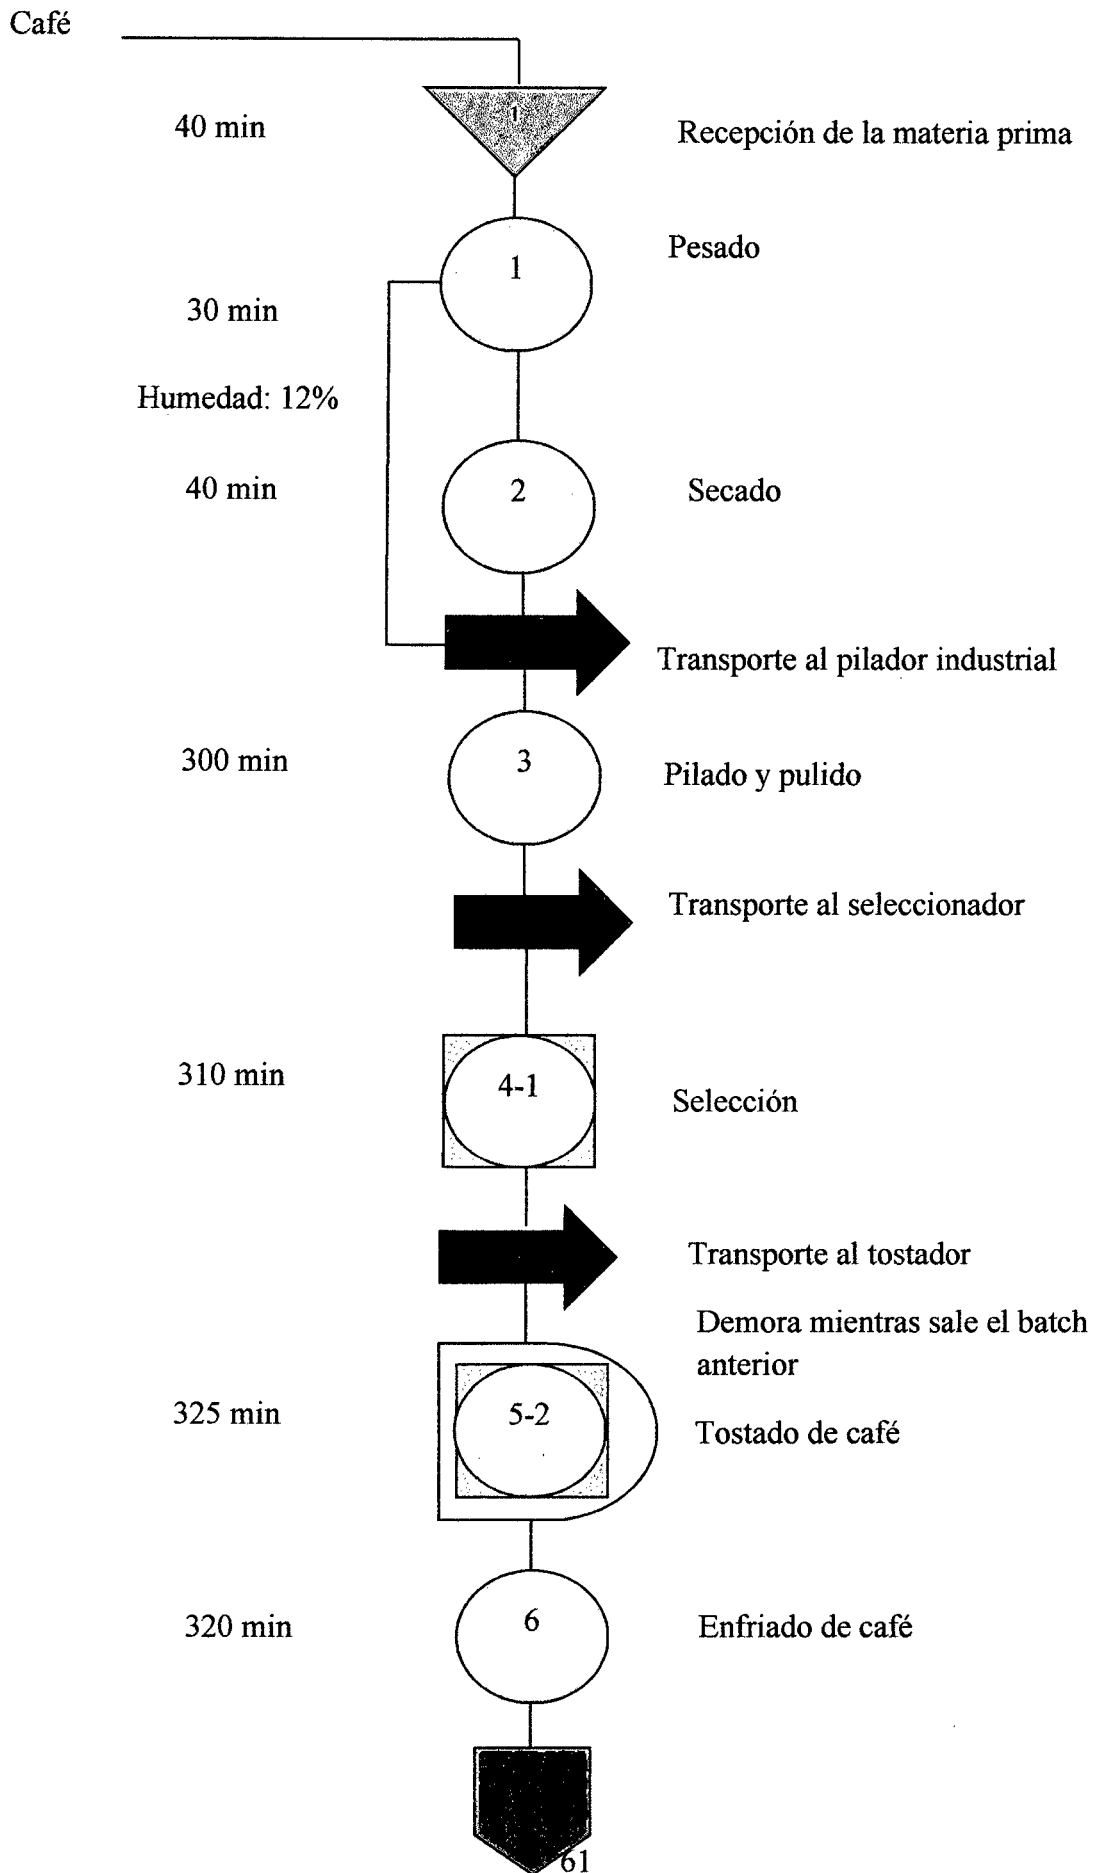 Café
1
40 min
Recepción de la materia prima
Pesado
1
30 min
Humedad: 12%
2
40 min
Secado
Transporte al pilador industrial
3
300 min
Pilado y pulido
Transporte al seleccionador
310 min
4-1
Selección
Transporte al tostador
Demora mientras sale el batch
anterior
325 min
5-2
Tostado de café
320 min
6
Enfriado de café
61